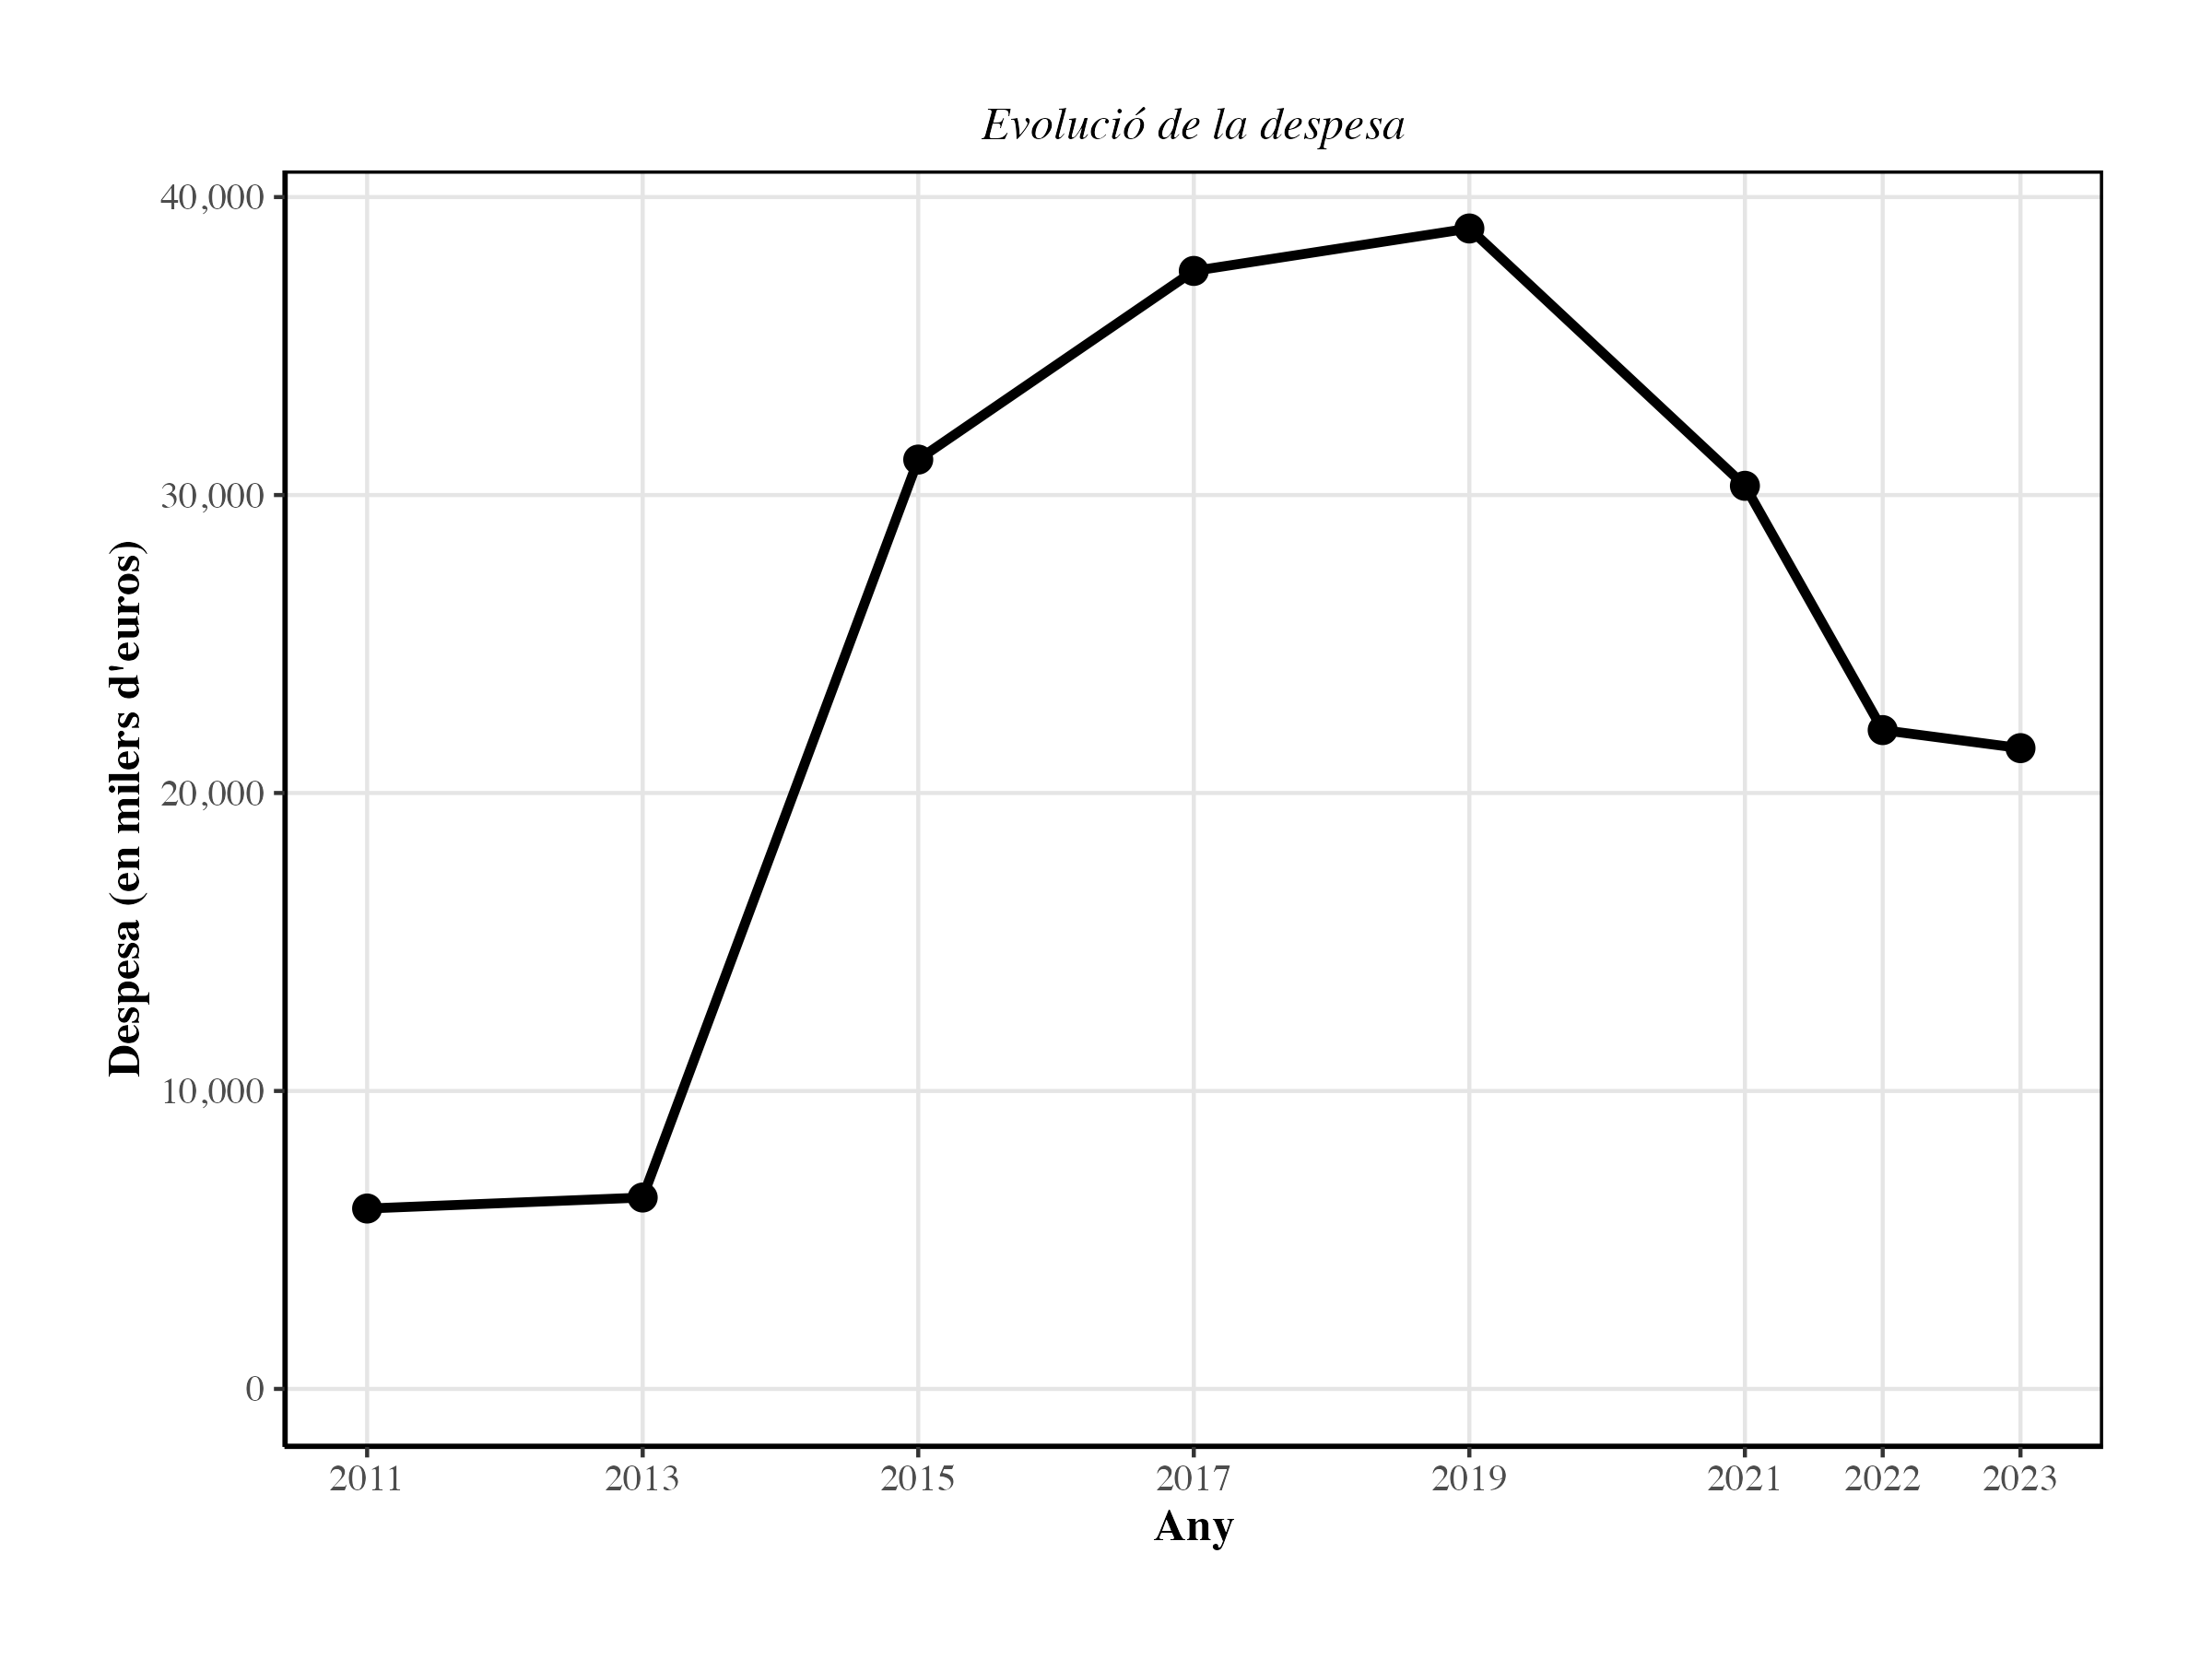 Evolució de la despesa
Despesa (en milers d'euros)
40,000
30,000
20,000
10,000
0
2011 2013 2015 2017 2019 2021 2022 2023
Any